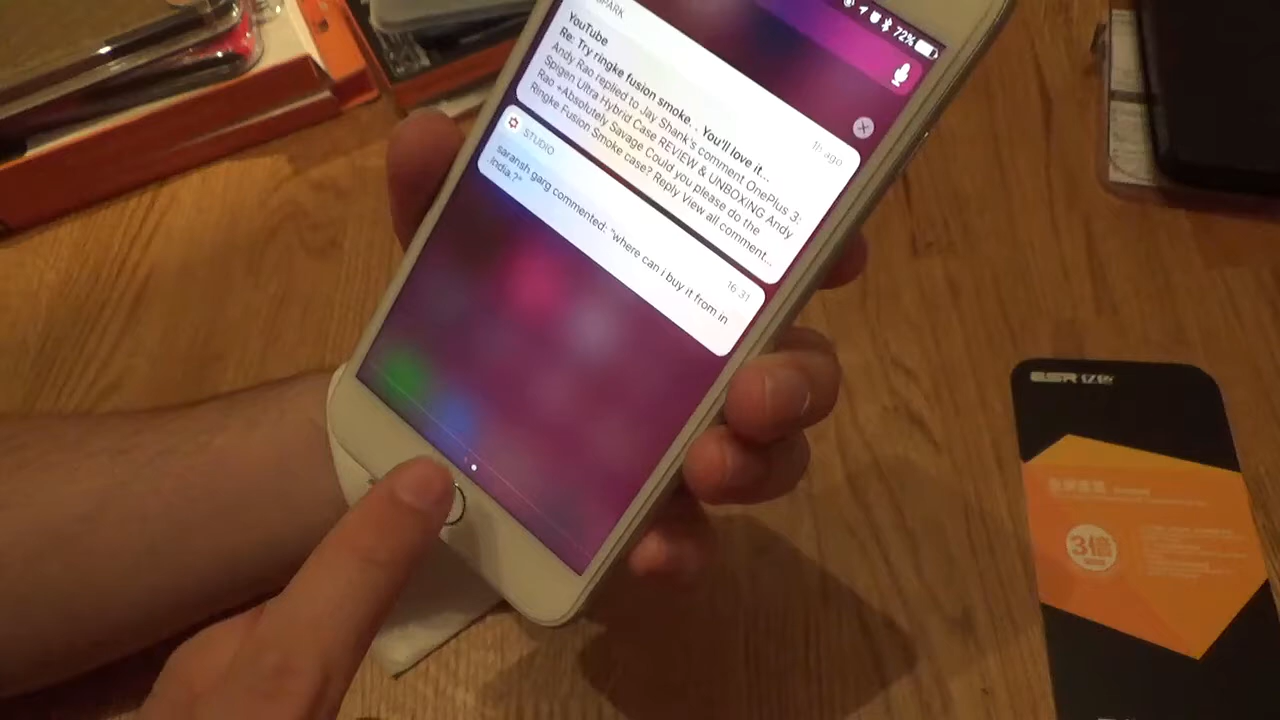 SPARK
72%
YouTube
1h ago
Re: Try ringke fusion smoke. . You'll love it...
Andy Rao replied to Jay Shank's comment OnePlus 3:
Spigen Ultra Hybrid Case REVIEW & UNBOXING Andy
Rao +Absolutely Savage Could you please do the
Ringke Fusion Smoke case? Reply View all comment...
STUDIO
16:31
saransh garg commented: "where can i buy it from in
india.?"
ESR 亿色
3倍